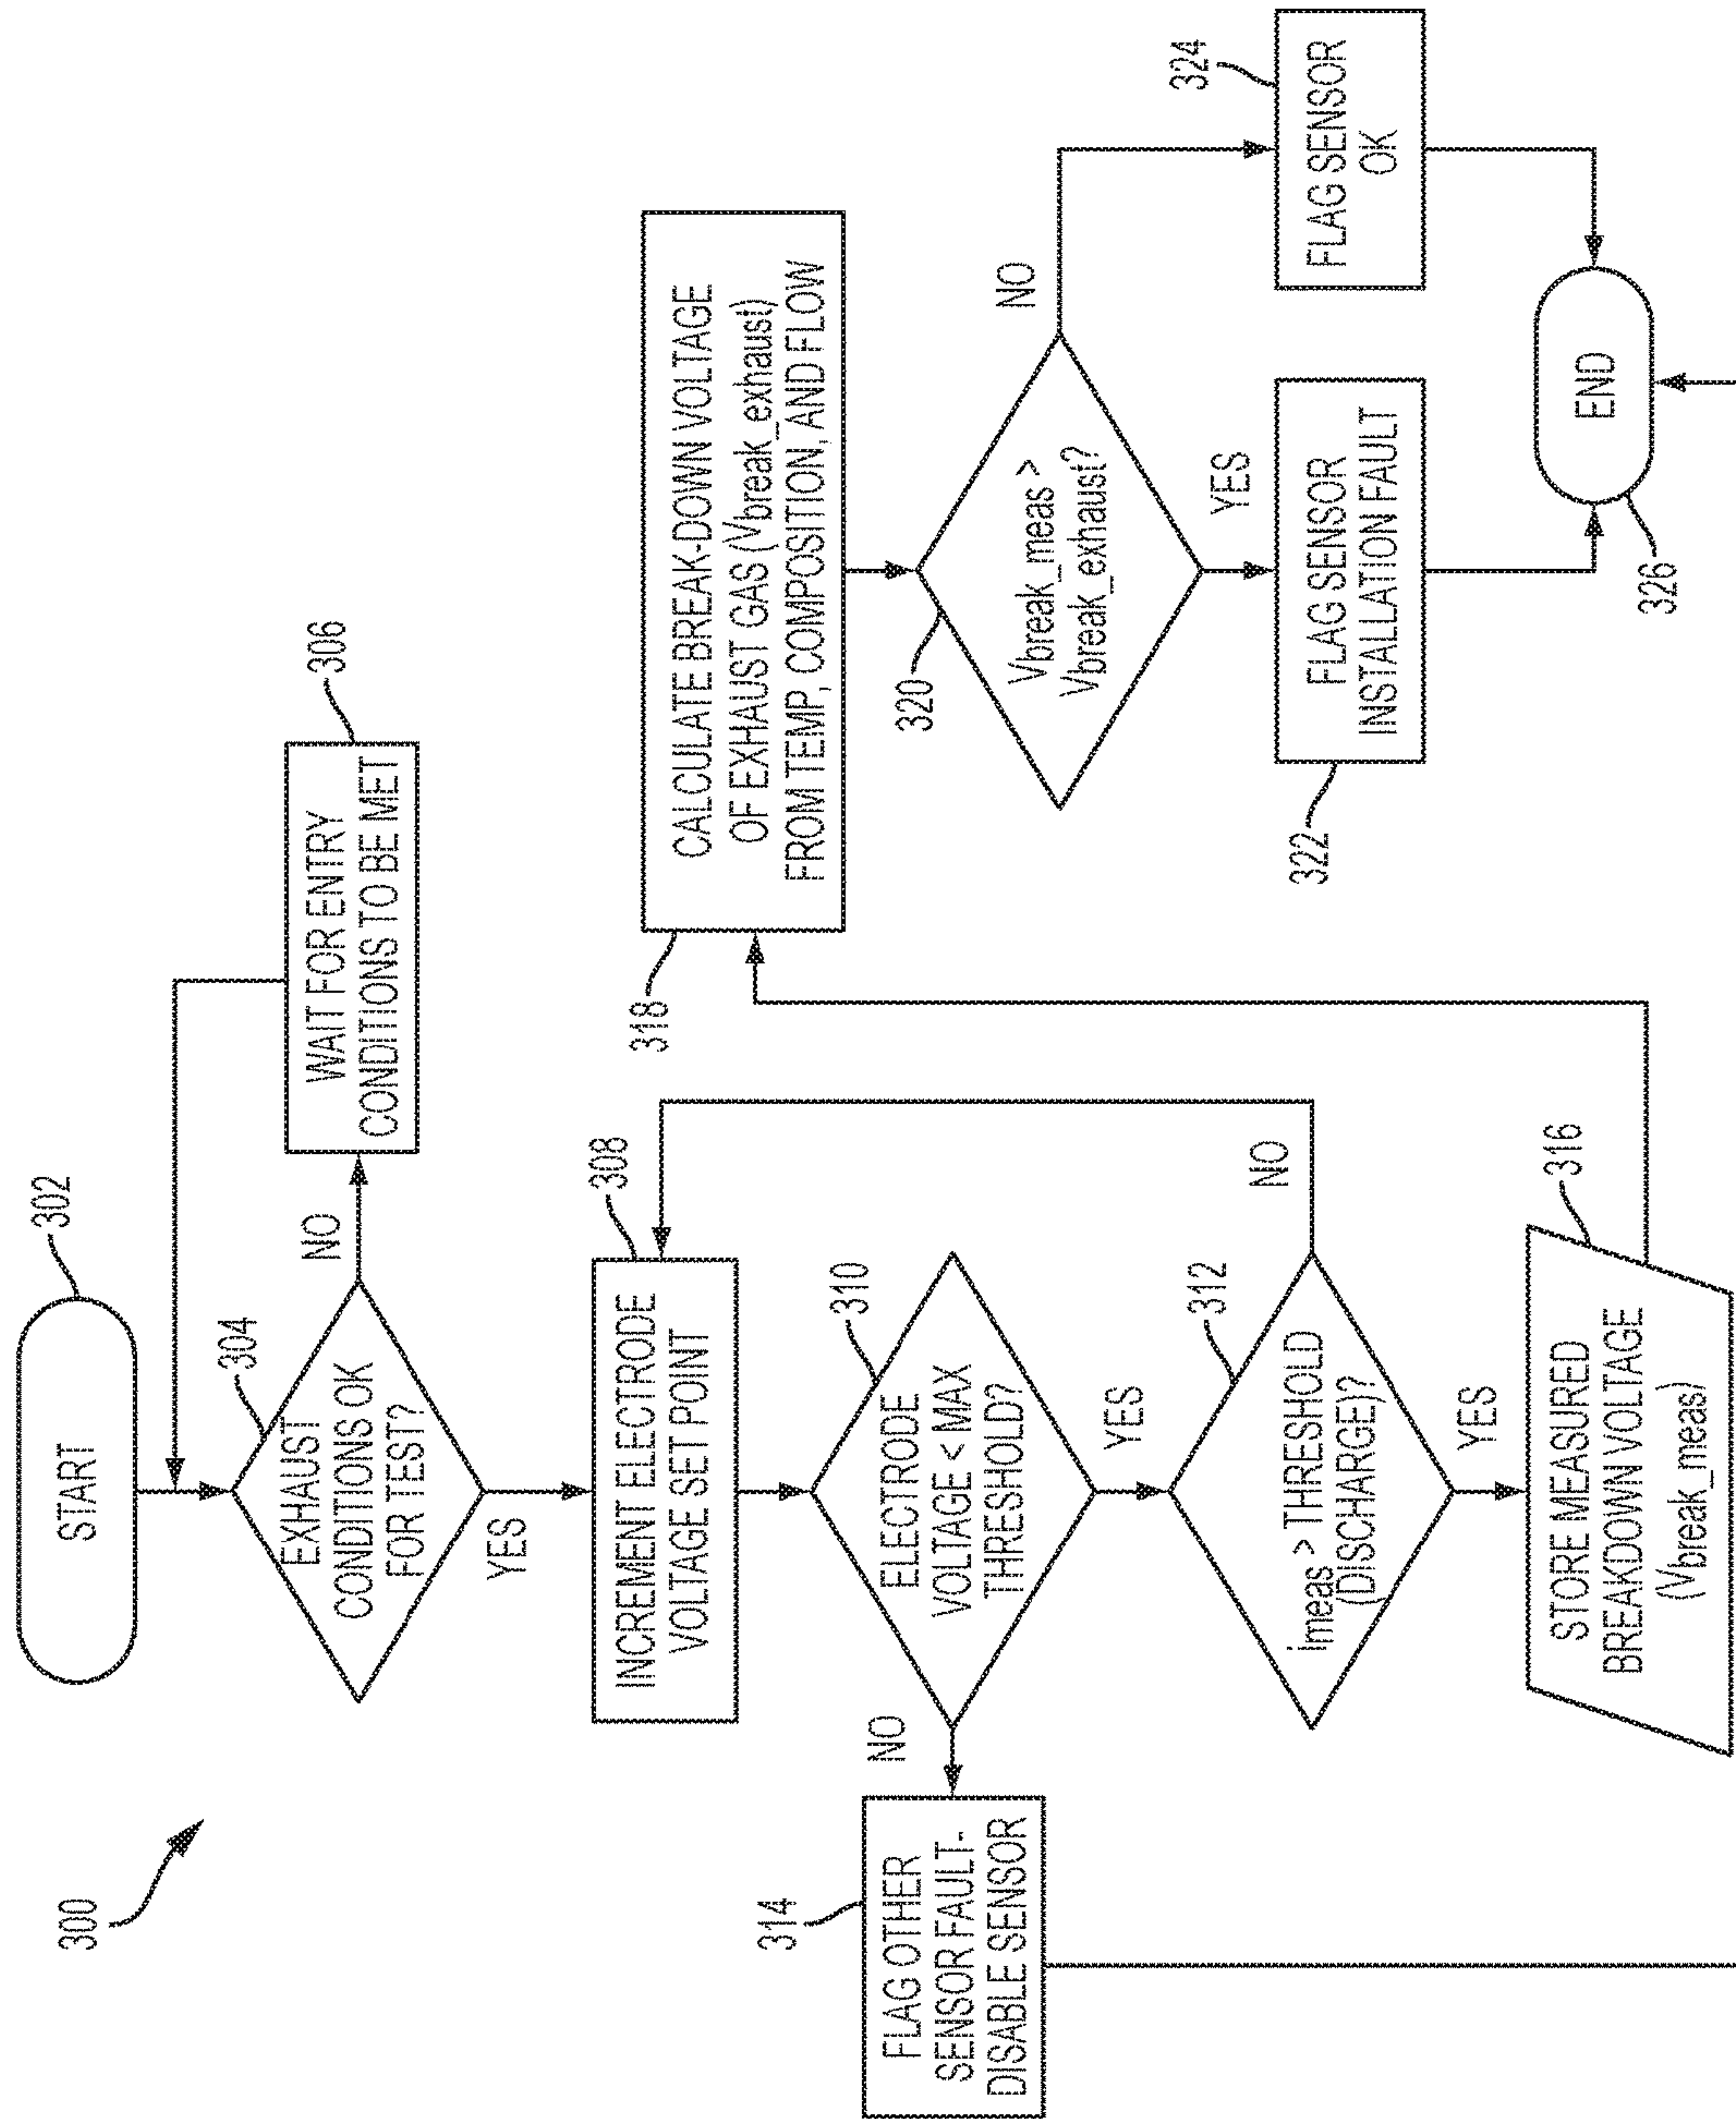 300
START
302
EXHAUST
CONDITIONS OK
FOR TEST?
304
NO
WAIT FOR ENTRY
CONDITIONS TO BE MET
306
YES
INCREMENT ELECTRODE
VOLTAGE SET POINT
308
ELECTRODE
VOLTAGE < MAX
THRESHOLD?
310
NO
FLAG OTHER
SENSOR FAULT-
DISABLE SENSOR
314
YES
imeas > THRESHOLD
(DISCHARGE)?
312
NO
YES
STORE MEASURED
BREAKDOWN VOLTAGE
(Vbreak_meas)
316
CALCULATE BREAK-DOWN VOLTAGE
OF EXHAUST GAS (Vbreak_exhaust)
FROM TEMP, COMPOSITION, AND FLOW
318
Vbreak_meas >
Vbreak_exhaust?
320
NO
YES
FLAG SENSOR
INSTALLATION FAULT
322
FLAG SENSOR
OK
324
END
326